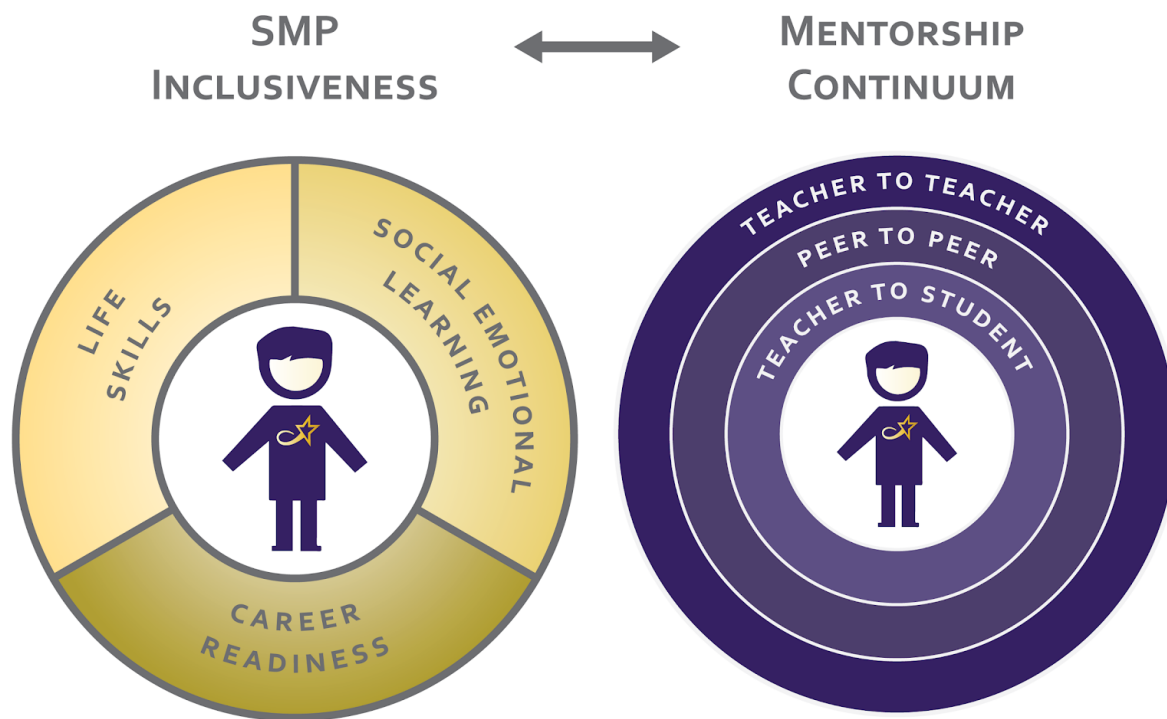 SMP
INCLUSIVENESS
MENTORSHIP
CONTINUUM
LIFE
SKILLS
SOCIAL EMOTIONAL
LEARNING
CAREER
READINESS
TEACHER TO TEACHER
PEER TO PEER
TEACHER TO STUDENT